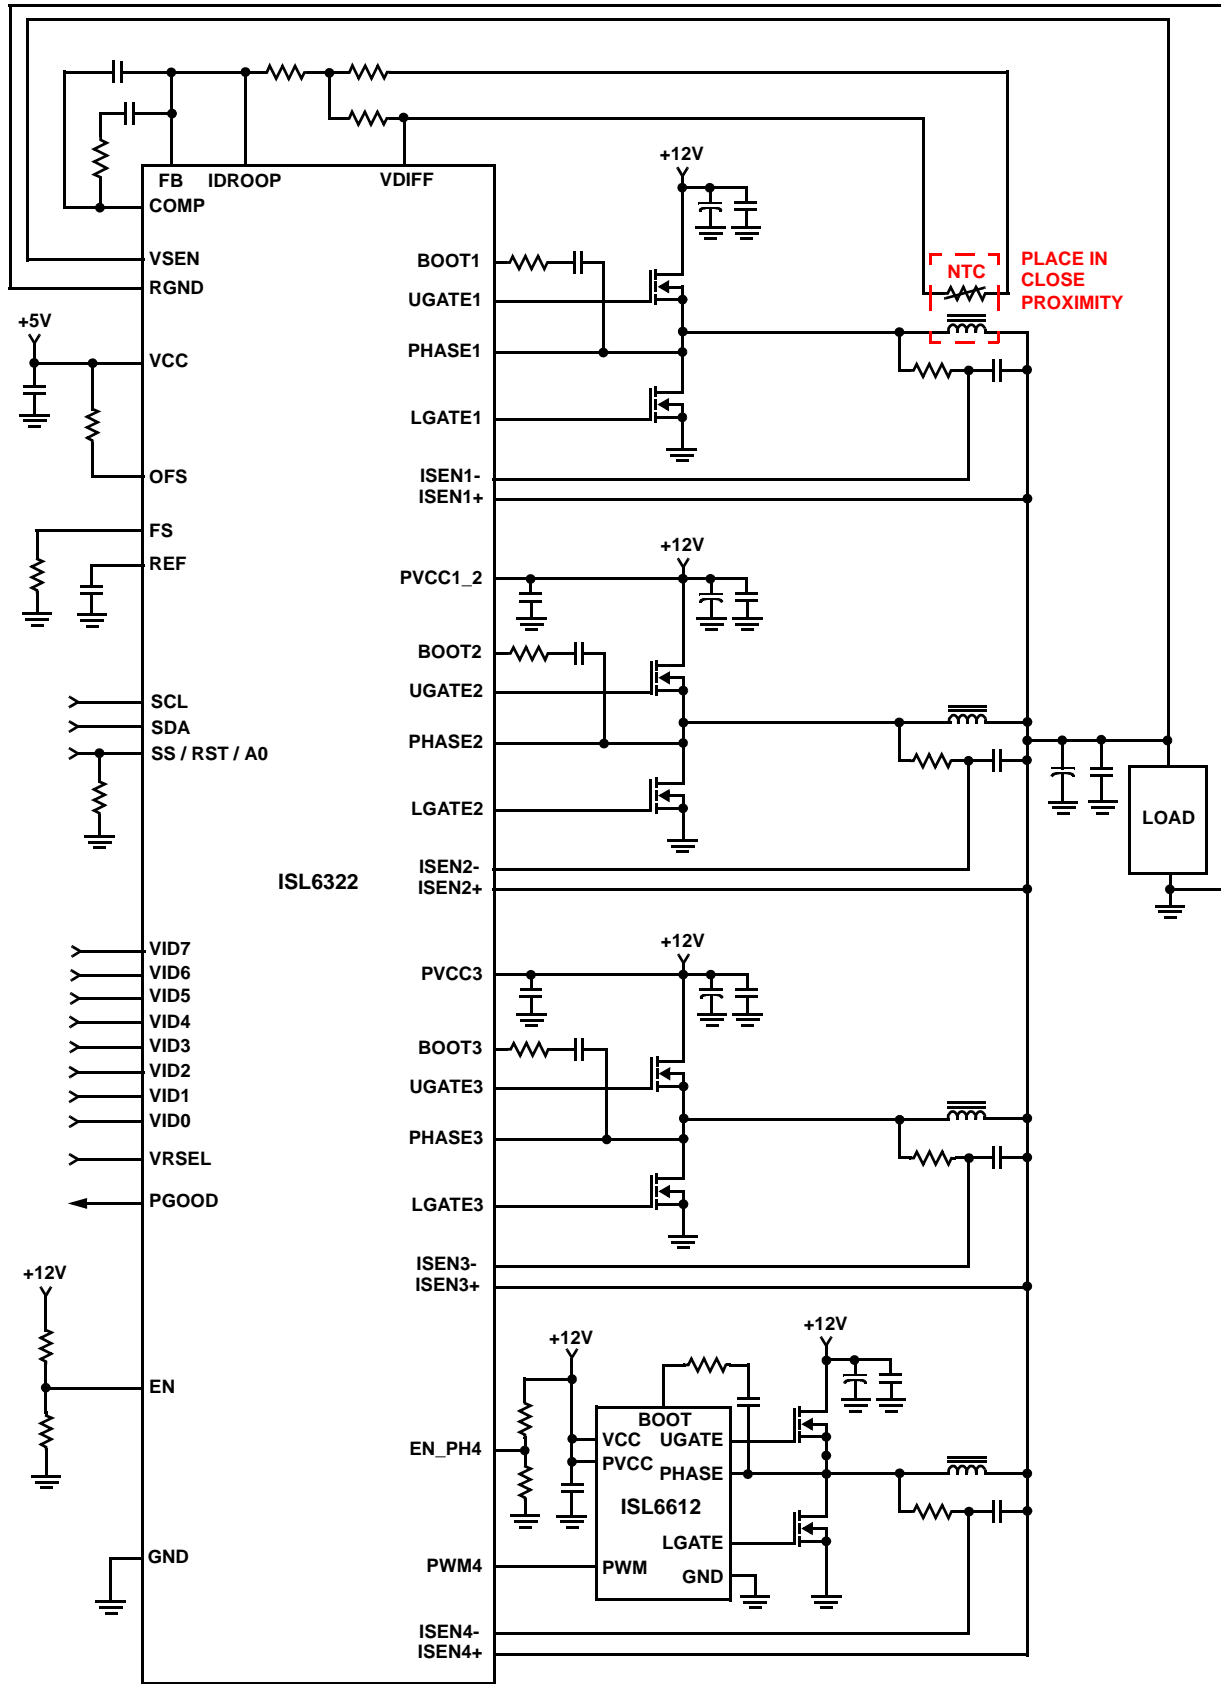 +12V
FB
IDROOP
VDIFF
COMP
VSEN
RGND
+5V
VCC
OFS
FS
REF
SCL
SDA
SS / RST / A0
ISL6322
VID7
VID6
VID5
VID4
VID3
VID2
VID1
VID0
VRSEL
PGOOD
+12V
EN
GND
BOOT1
UGATE1
PHASE1
LGATE1
ISEN1-
ISEN1+
NTC
PLACE IN
CLOSE
PROXIMITY
+12V
PVCC1_2
BOOT2
UGATE2
PHASE2
LGATE2
ISEN2-
ISEN2+
LOAD
+12V
PVCC3
BOOT3
UGATE3
PHASE3
LGATE3
ISEN3-
ISEN3+
+12V
+12V
EN_PH4
BOOT
VCC
UGATE
PVCC
PHASE
ISL6612
LGATE
PWM4
PWM
GND
ISEN4-
ISEN4+